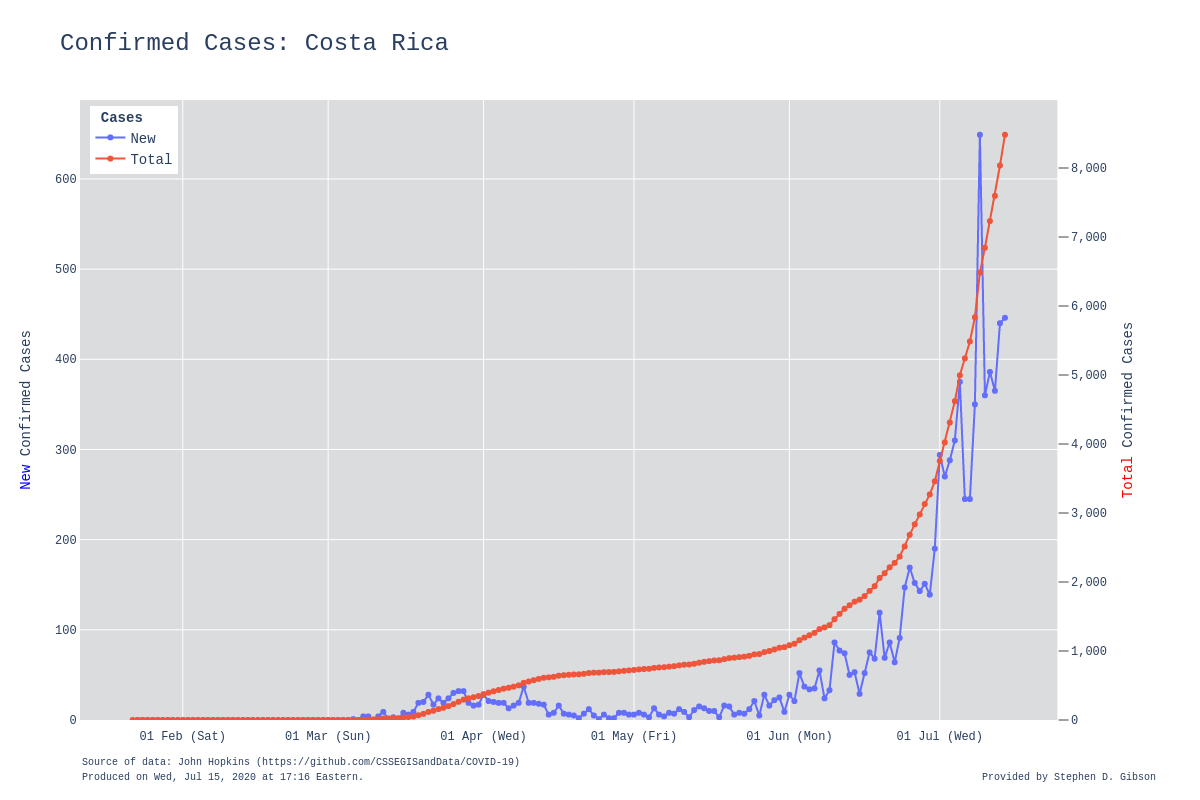 Confirmed Cases: Costa Rica
Cases
New
Total
600
500
400
300
200
100
0
8,000
7,000
6,000
5,000
4,000
3,000
2,000
1,000
0
New Confirmed Cases
Total Confirmed Cases
01 Feb (Sat)
01 Mar (Sun)
01 Apr (Wed)
01 May (Fri)
01 Jun (Mon)
01 Jul (Wed)
Source of data: John Hopkins (https://github.com/CSSEGISandData/COVID-19)
Produced on Wed, Jul 15, 2020 at 17:16 Eastern.
Provided by Stephen D. Gibson